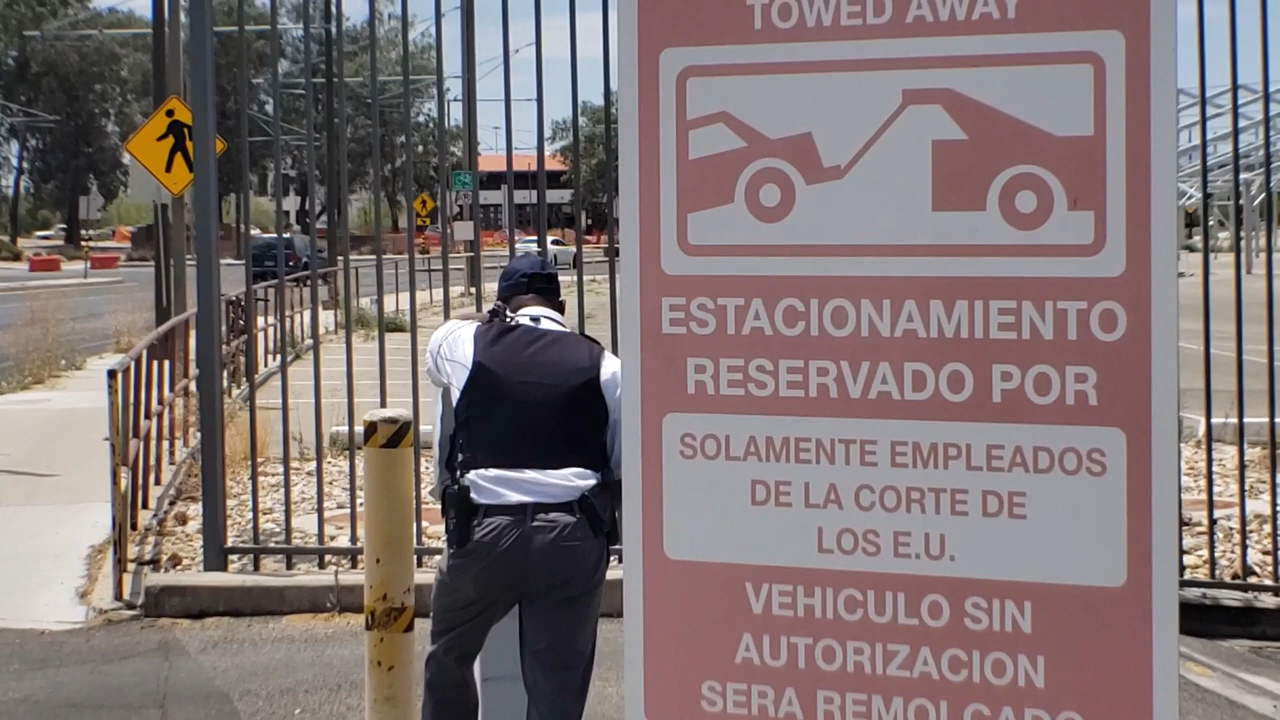 TOWED AWAY
ESTACIONAMIENTO
RESERVADO POR
SOLAMENTE EMPLEADOS
DE LA CORTE DE
LOS E.U.
VEHICULO SIN
AUTORIZACION
SERA REMOLCADO